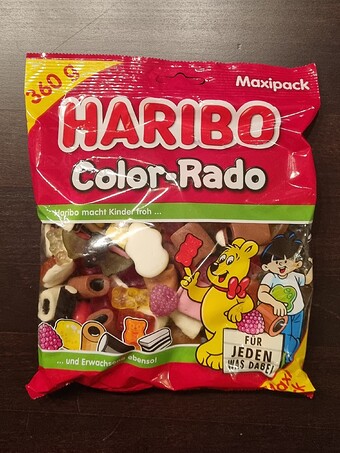 360 g
Maxipack
HARIBO
Color-Rado
Haribo macht Kinder froh ...
... und Erwachsene ebenso!
FÜR
JEDEN
WAS DABEI